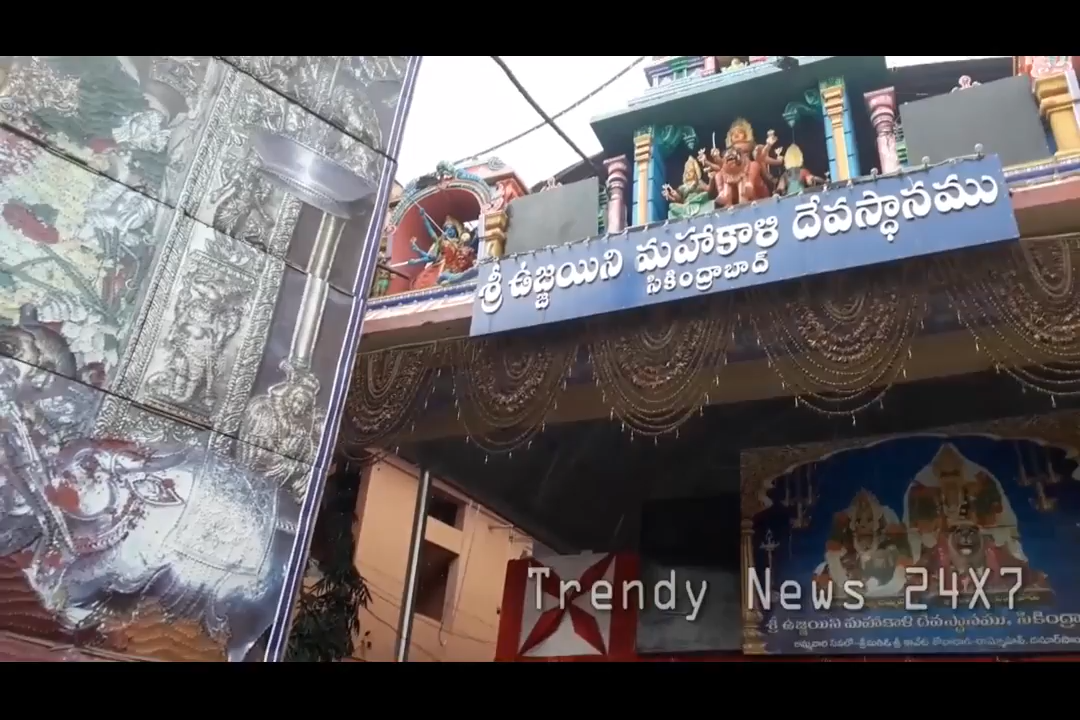 శ్రీ ఉజ్జయిని మహాకాళి దేవస్థానము
సికింద్రాబాద్
Trendy News 24X7
శ్రీ ఉజ్జయిని మహాకాళి దేవస్థానము, సికింద్రా